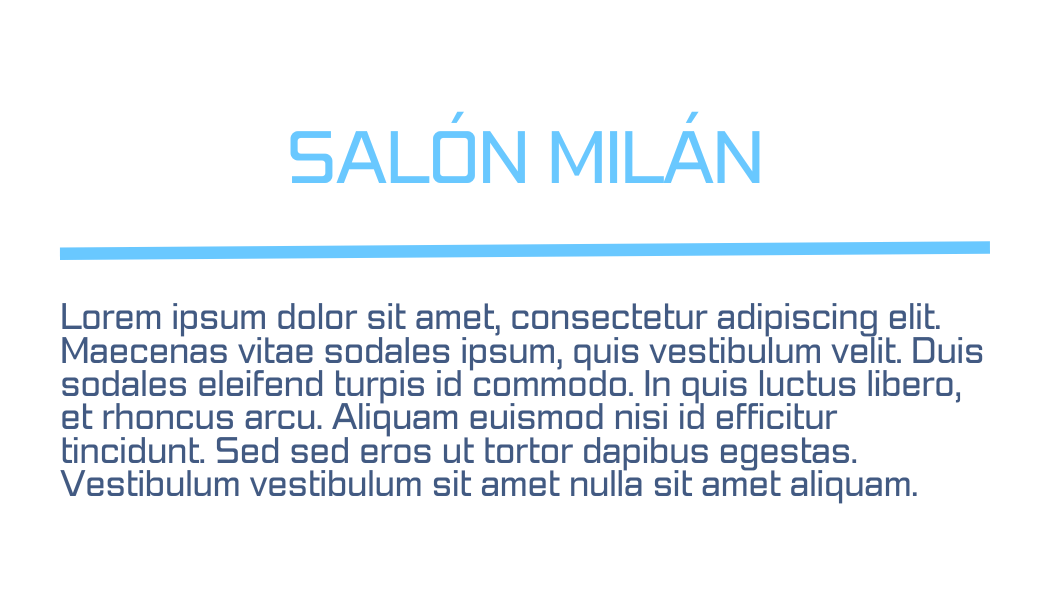 SALÓN MILÁN
Lorem ipsum dolor sit amet, consectetur adipiscing elit.
Maecenas vitae sodales ipsum, quis vestibulum velit. Duis
sodales eleifend turpis id commodo. In quis luctus libero,
et rhoncus arcu. Aliquam euismod nisi id efficitur
tincidunt. Sed sed eros ut tortor dapibus egestas.
Vestibulum vestibulum sit amet nulla sit amet aliquam.